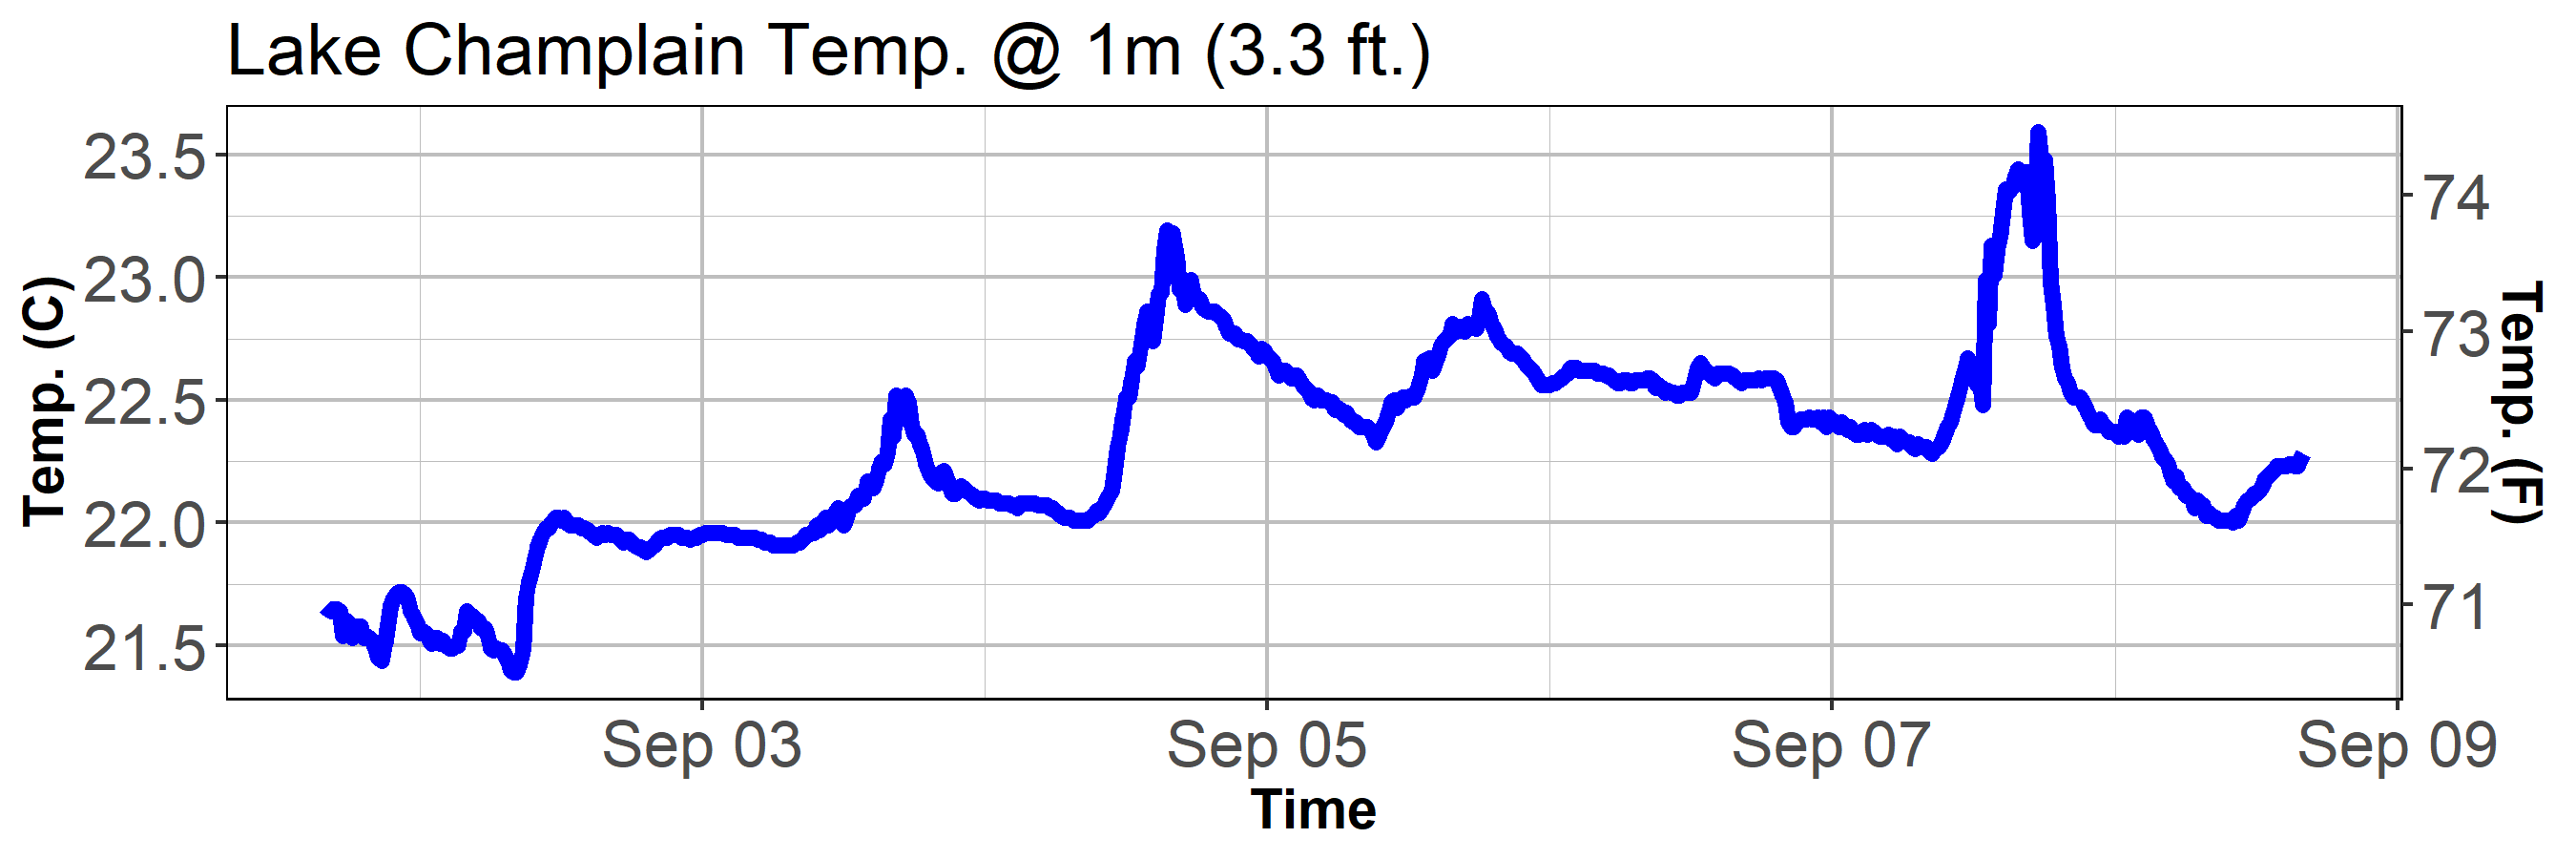 Lake Champlain Temp. @ 1m (3.3 ft.)
Temp. (C)
23.5
23.0
22.5
22.0
21.5
74
73
72
71
Temp. (F)
Sep 03
Sep 05
Sep 07
Sep 09
Time